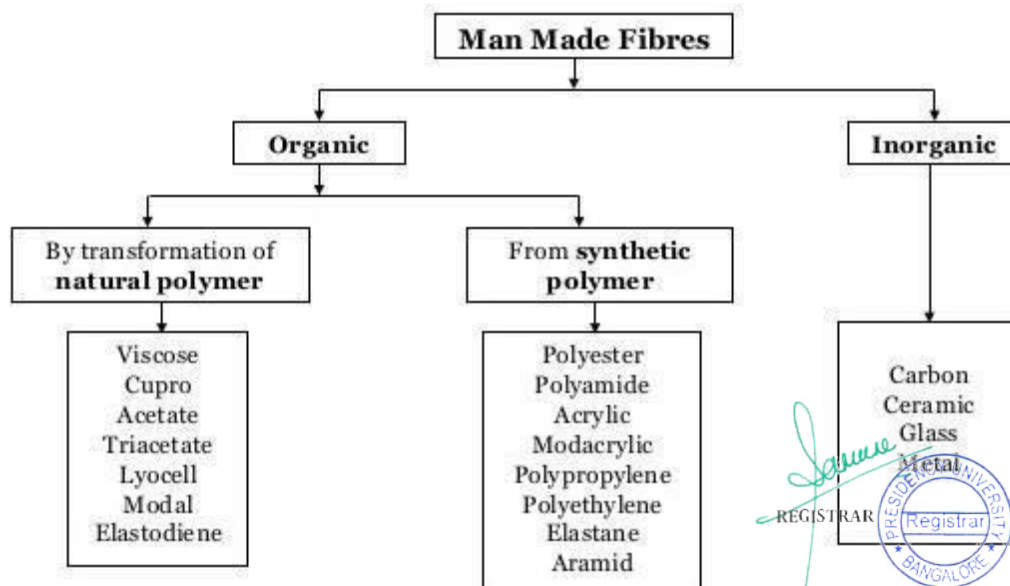 Man Made Fibres
Organic
Inorganic
By transformation of
natural polymer
From synthetic
polymer
Viscose
Cupro
Acetate
Triacetate
Lyocell
Modal
Elastodiene
Polyester
Polyamide
Acrylic
Modacrylic
Polypropylene
Polyethylene
Elastane
Aramid
Carbon
Ceramic
Glass
Metal
REGISTRAR
PRESIDENCY UNIVERSITY
Registrar
BANGALORE